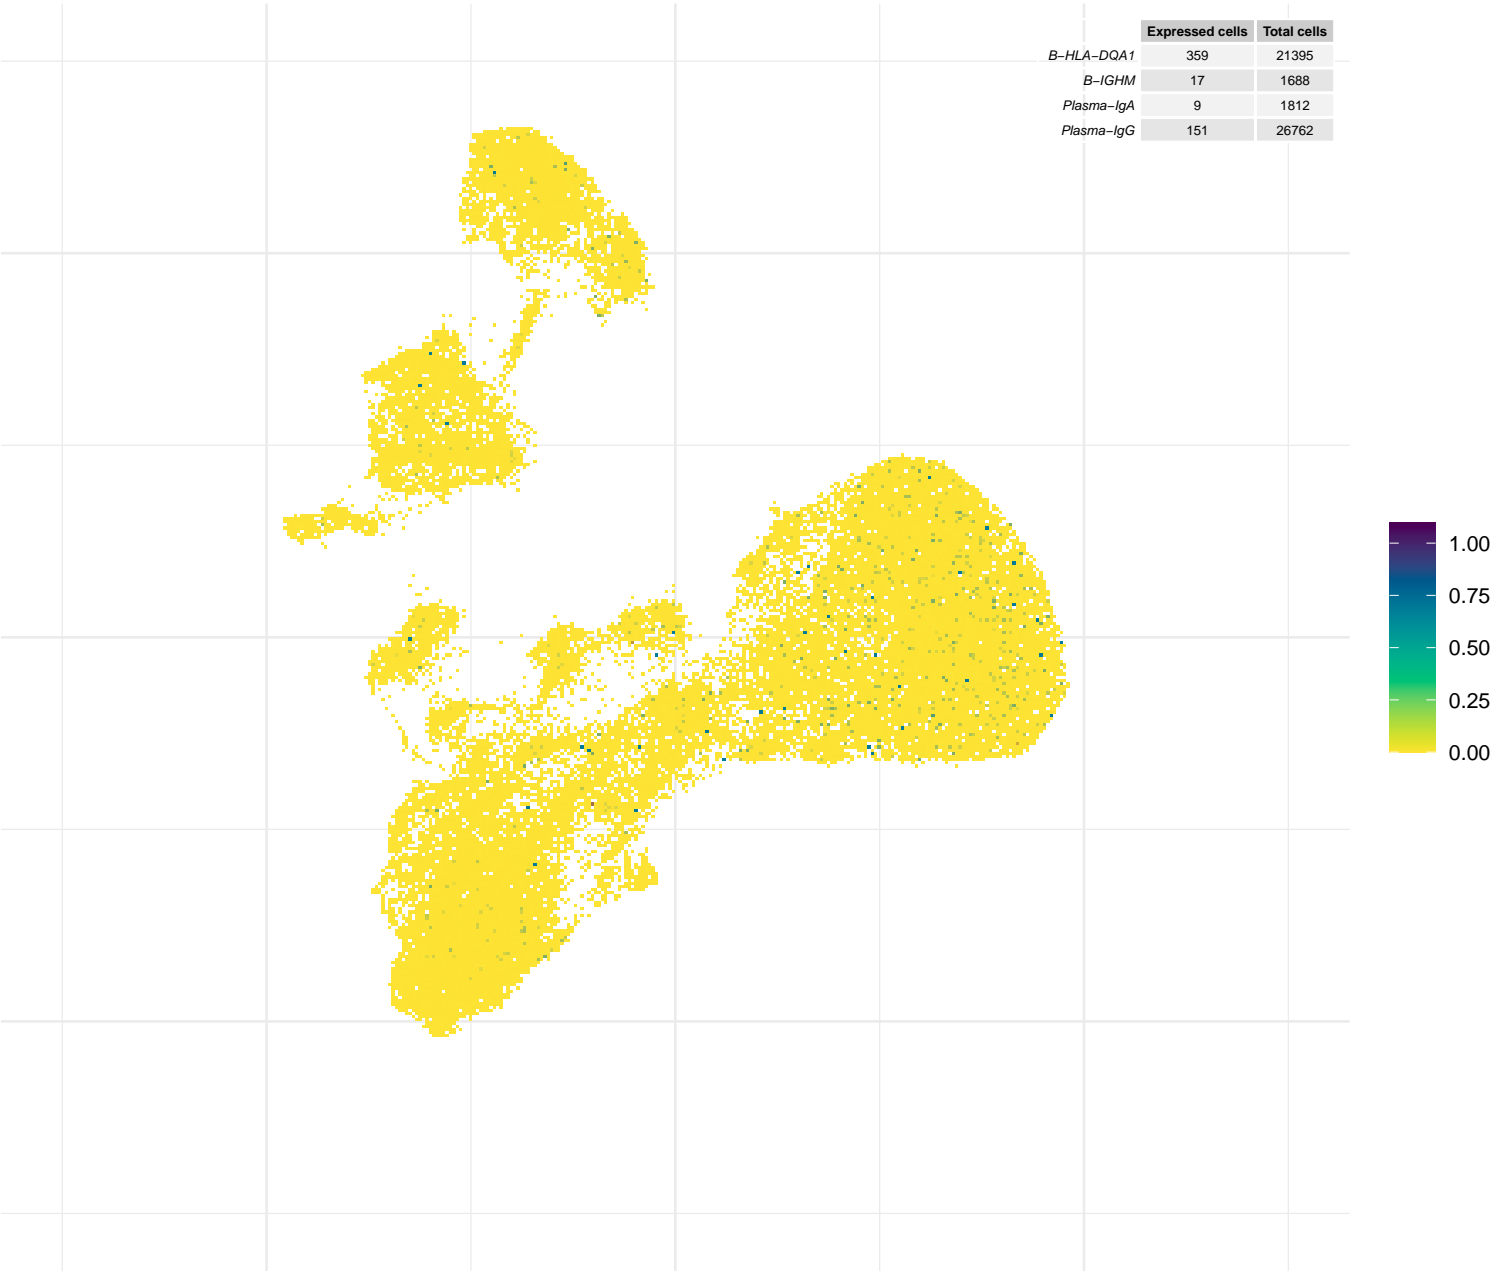 Expressed cells Total cells
B−HLA−DQA1 359 21395
B−IGHM 17 1688
Plasma−IgA 9 1812
Plasma−IgG 151 26762
1.00
0.75
0.50
0.25
0.00